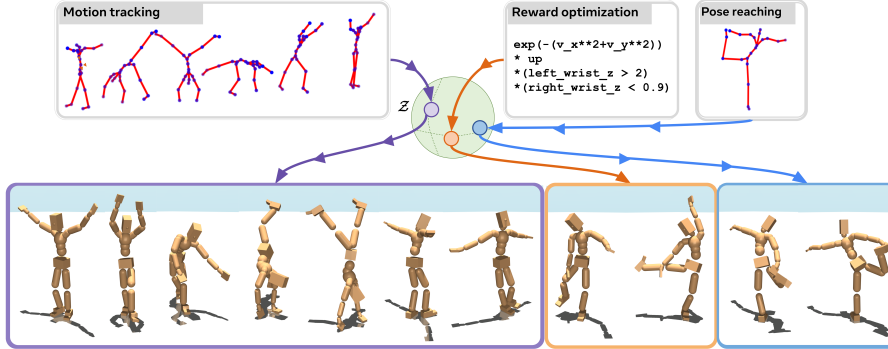 Motion tracking
Reward optimization
Pose reaching
exp(-(v_x**2+v_y**2))
* up
*(left_wrist_z > 2)
*(right_wrist_z < 0.9)
𝒵